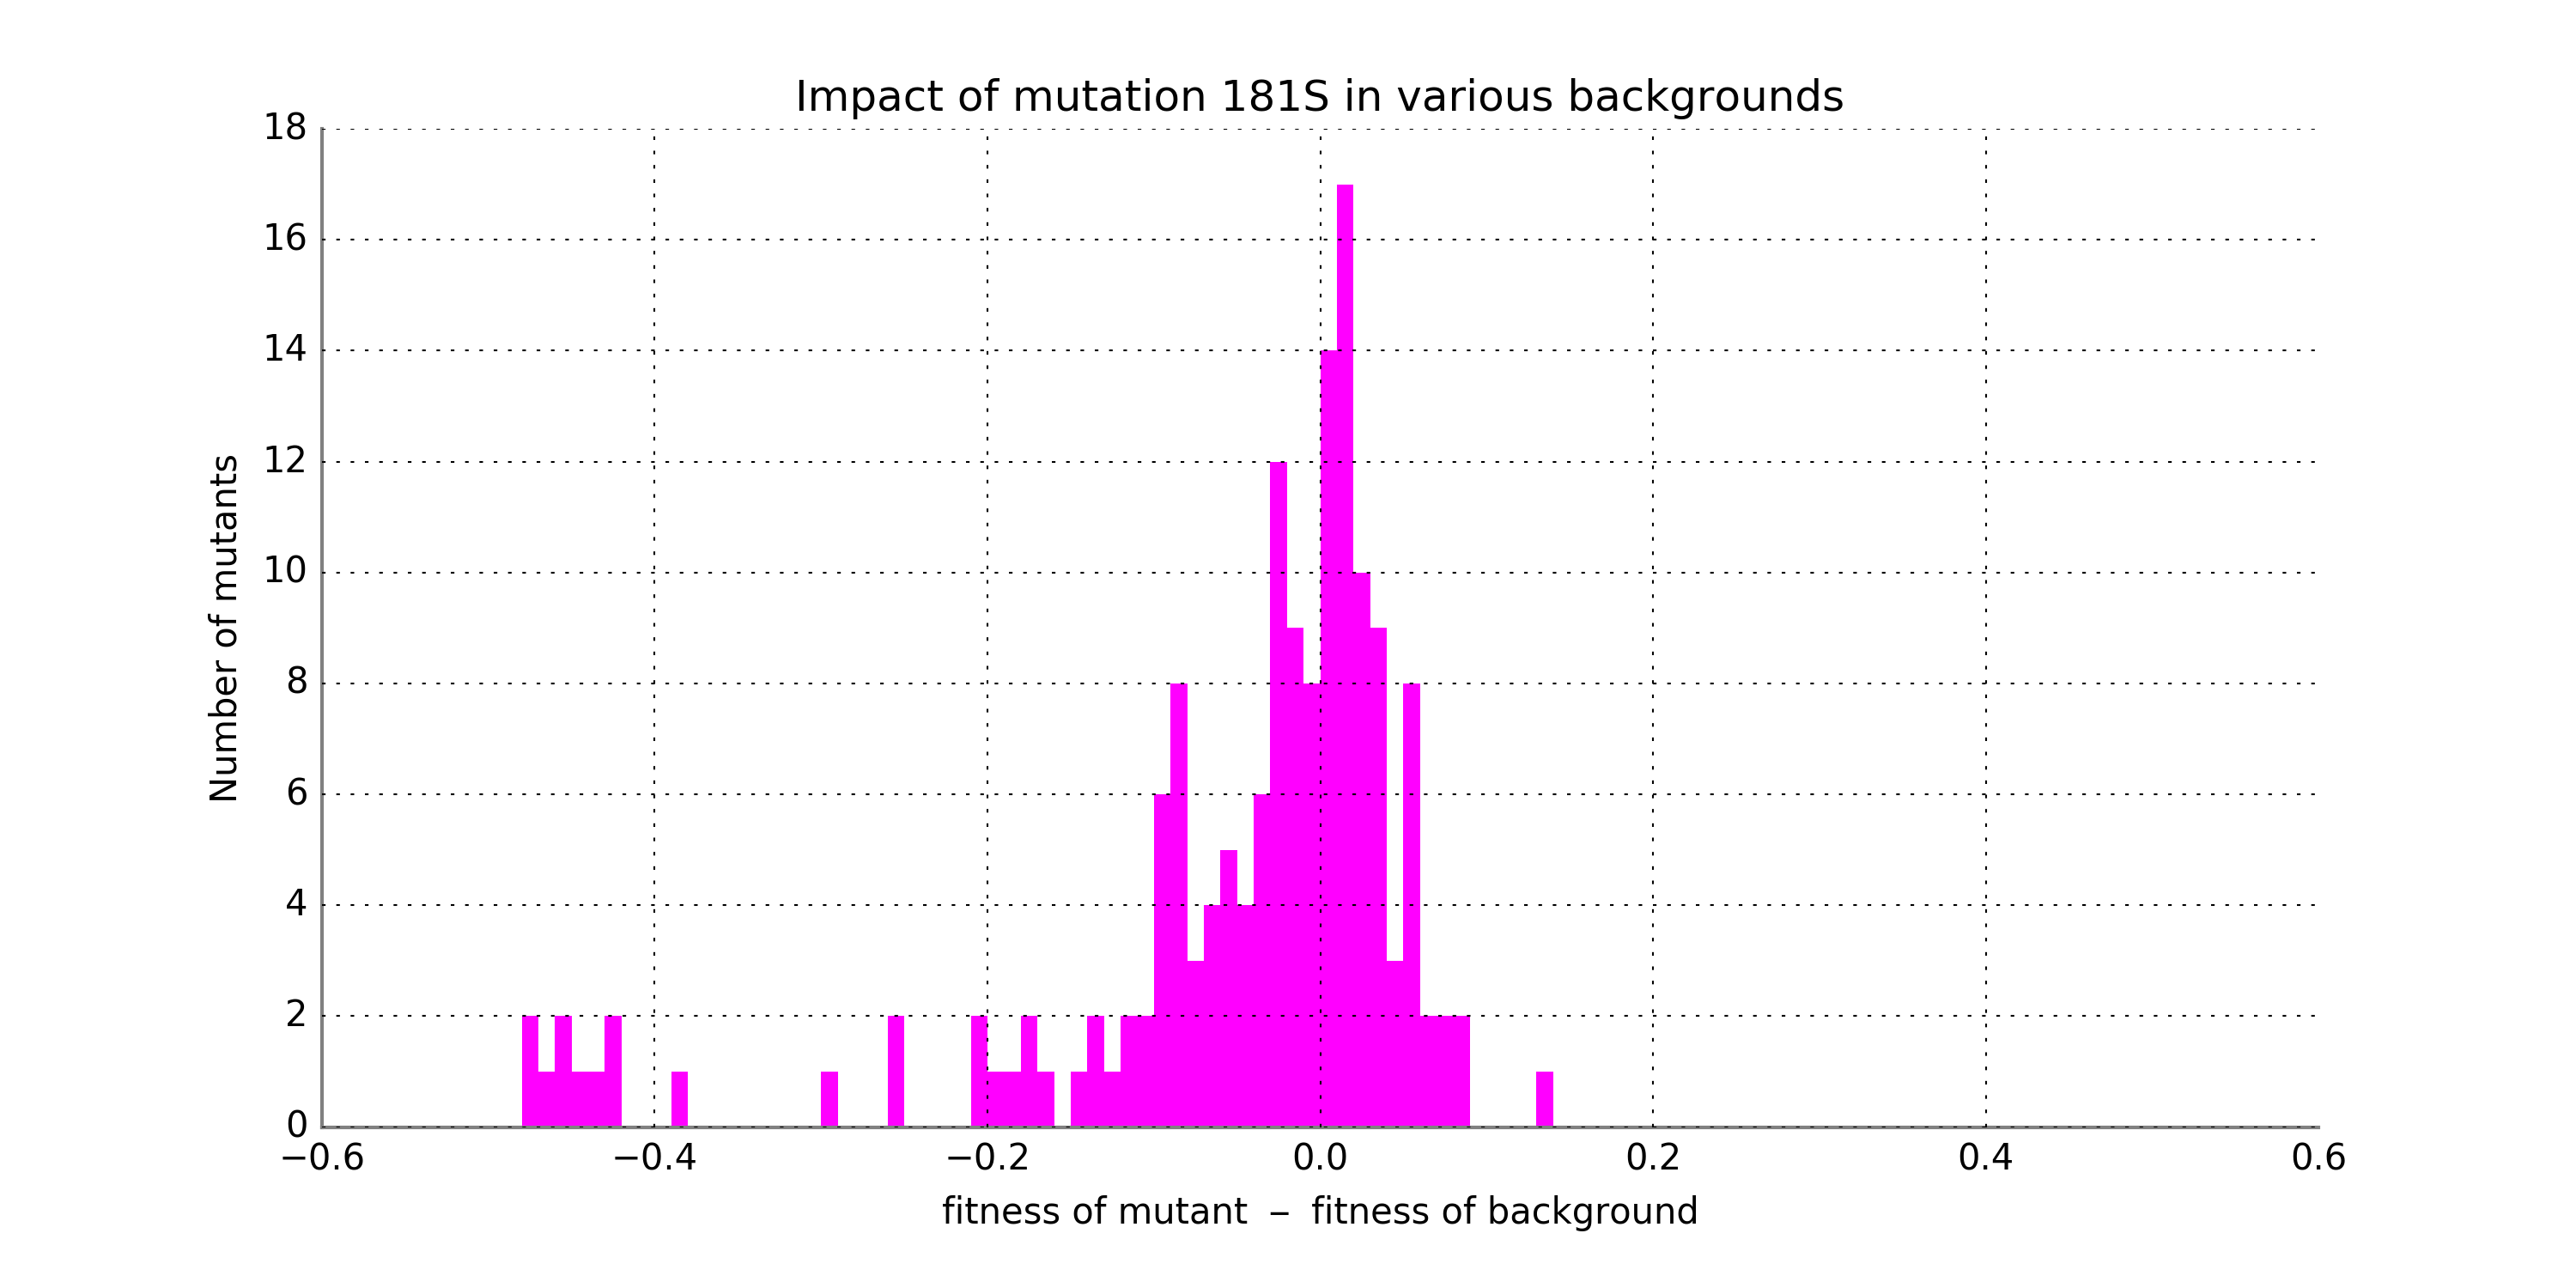 Impact of mutation 181S in various backgrounds
18
16
14
12
10
8
6
4
2
0
Number of mutants
−0.6 −0.4 −0.2 0.0 0.2 0.4 0.6
fitness of mutant − fitness of background